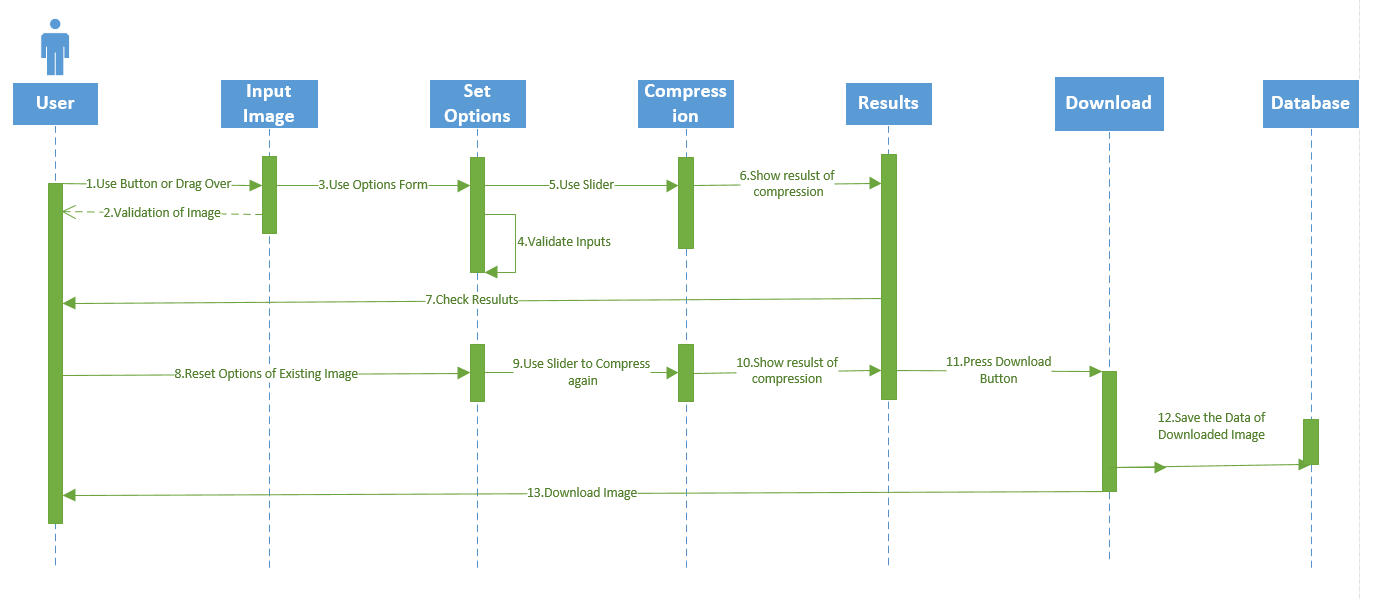 User
Input
Image
Set
Options
Compress
ion
Results
Download
Database
1.Use Button or Drag Over
3.Use Options Form
5.Use Slider
6.Show resulst of
compression
2.Validation of Image
4.Validate Inputs
7.Check Resuluts
8.Reset Options of Existing Image
9.Use Slider to Compress
again
10.Show resulst of
compression
11.Press Download
Button
12.Save the Data of
Downloaded Image
13.Download Image